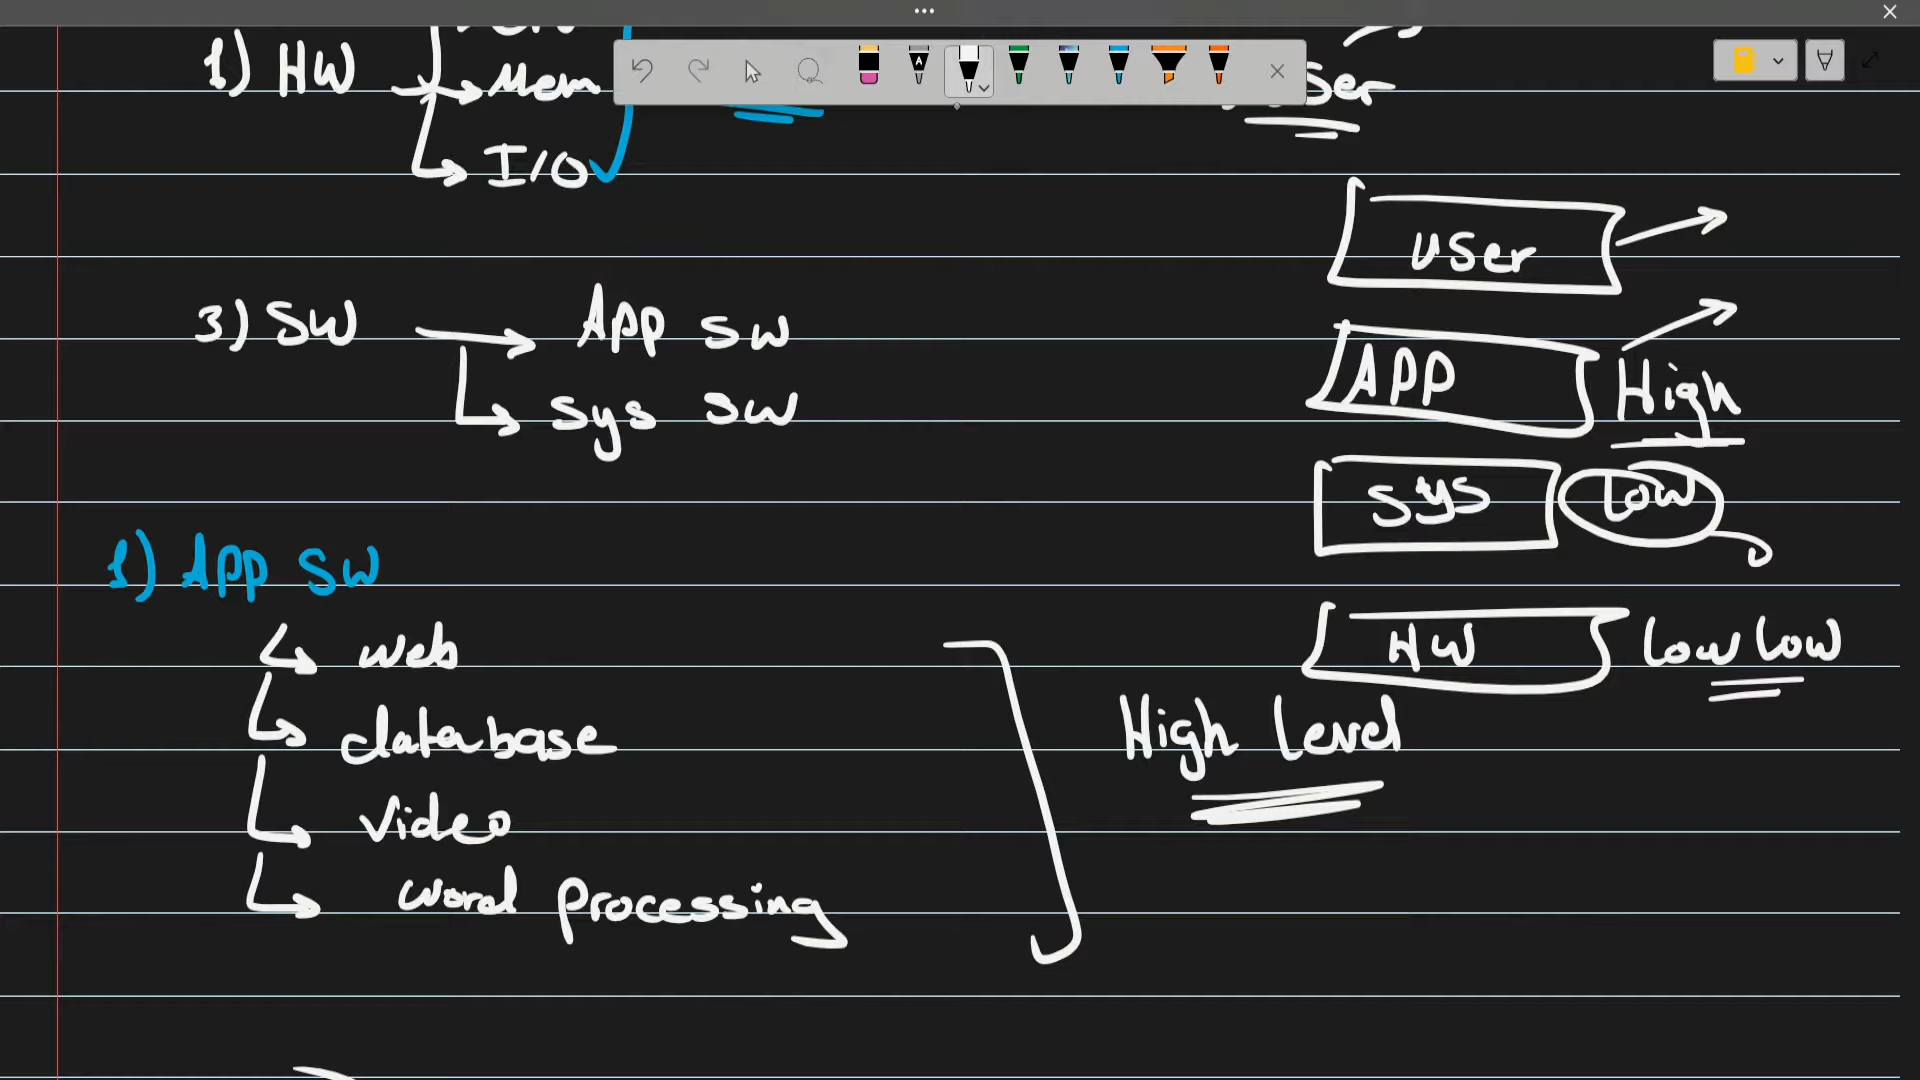 1) HW
Mem
I/O
user
3) SW
App SW
sys SW
APP
High
sys
Low
1) App SW
web
database
Video
word processing
HW
Low Low
High Level